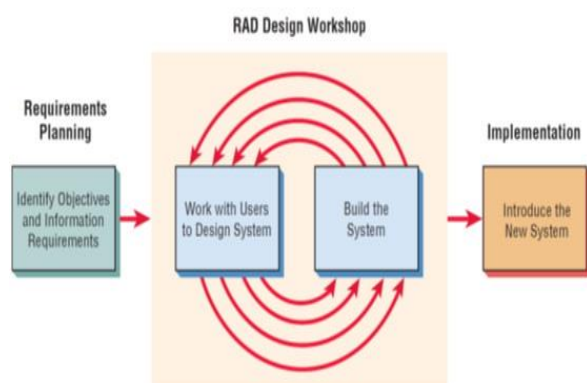 RAD Design Workshop
Requirements
Planning
Identify Objectives
and Information
Requirements
Work with Users
to Design System
Build the
System
Implementation
Introduce the
New System